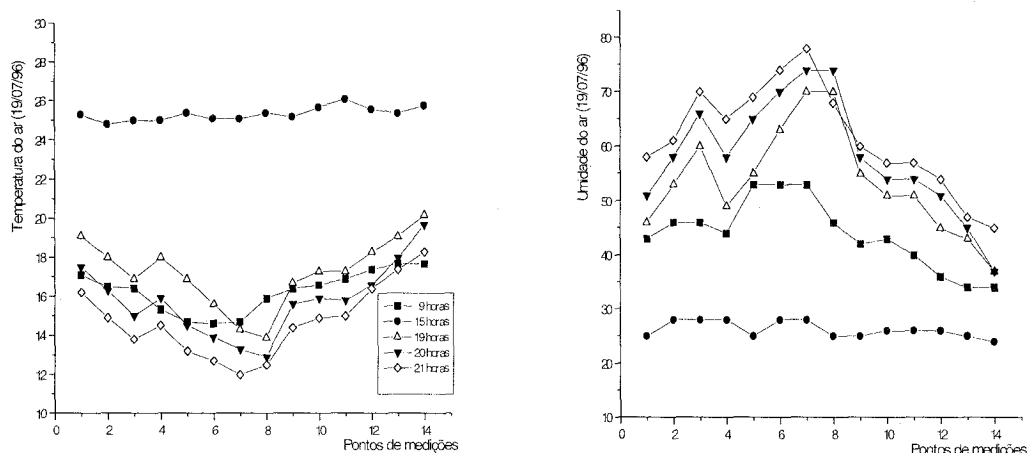 Temperatura do ar (19/07/96)
30
28
26
24
22
20
18
16
14
12
10
0 2 4 6 8 10 12 14
Pontos de medições
9 horas
15 horas
19 horas
20 horas
21 horas
Umidade do ar (19/07/96)
80
70
60
50
40
30
20
10
0 2 4 6 8 10 12 14
Pontos de medições